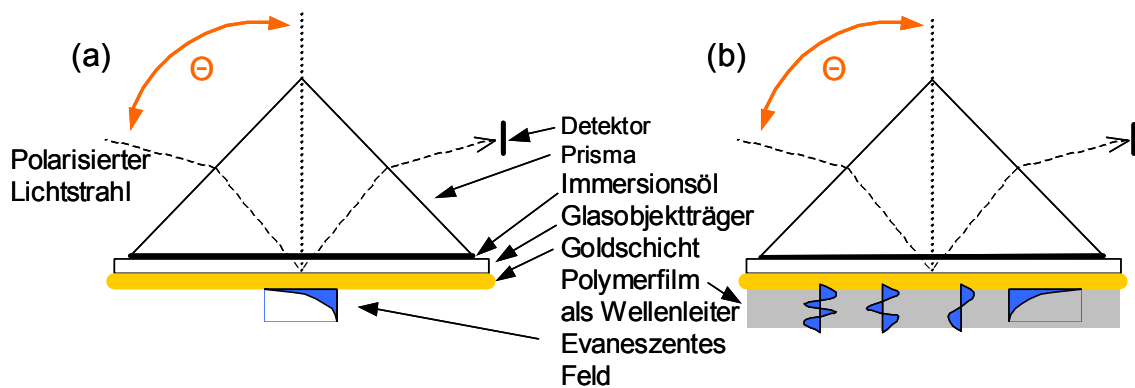 (a)
Θ
Polarisierter
Lichtstrahl
Detektor
Prisma
Immersionsöl
Glasobjektträger
Goldschicht
Polymerfilm
als Wellenleiter
Evaneszentes
Feld
(b)
Θ